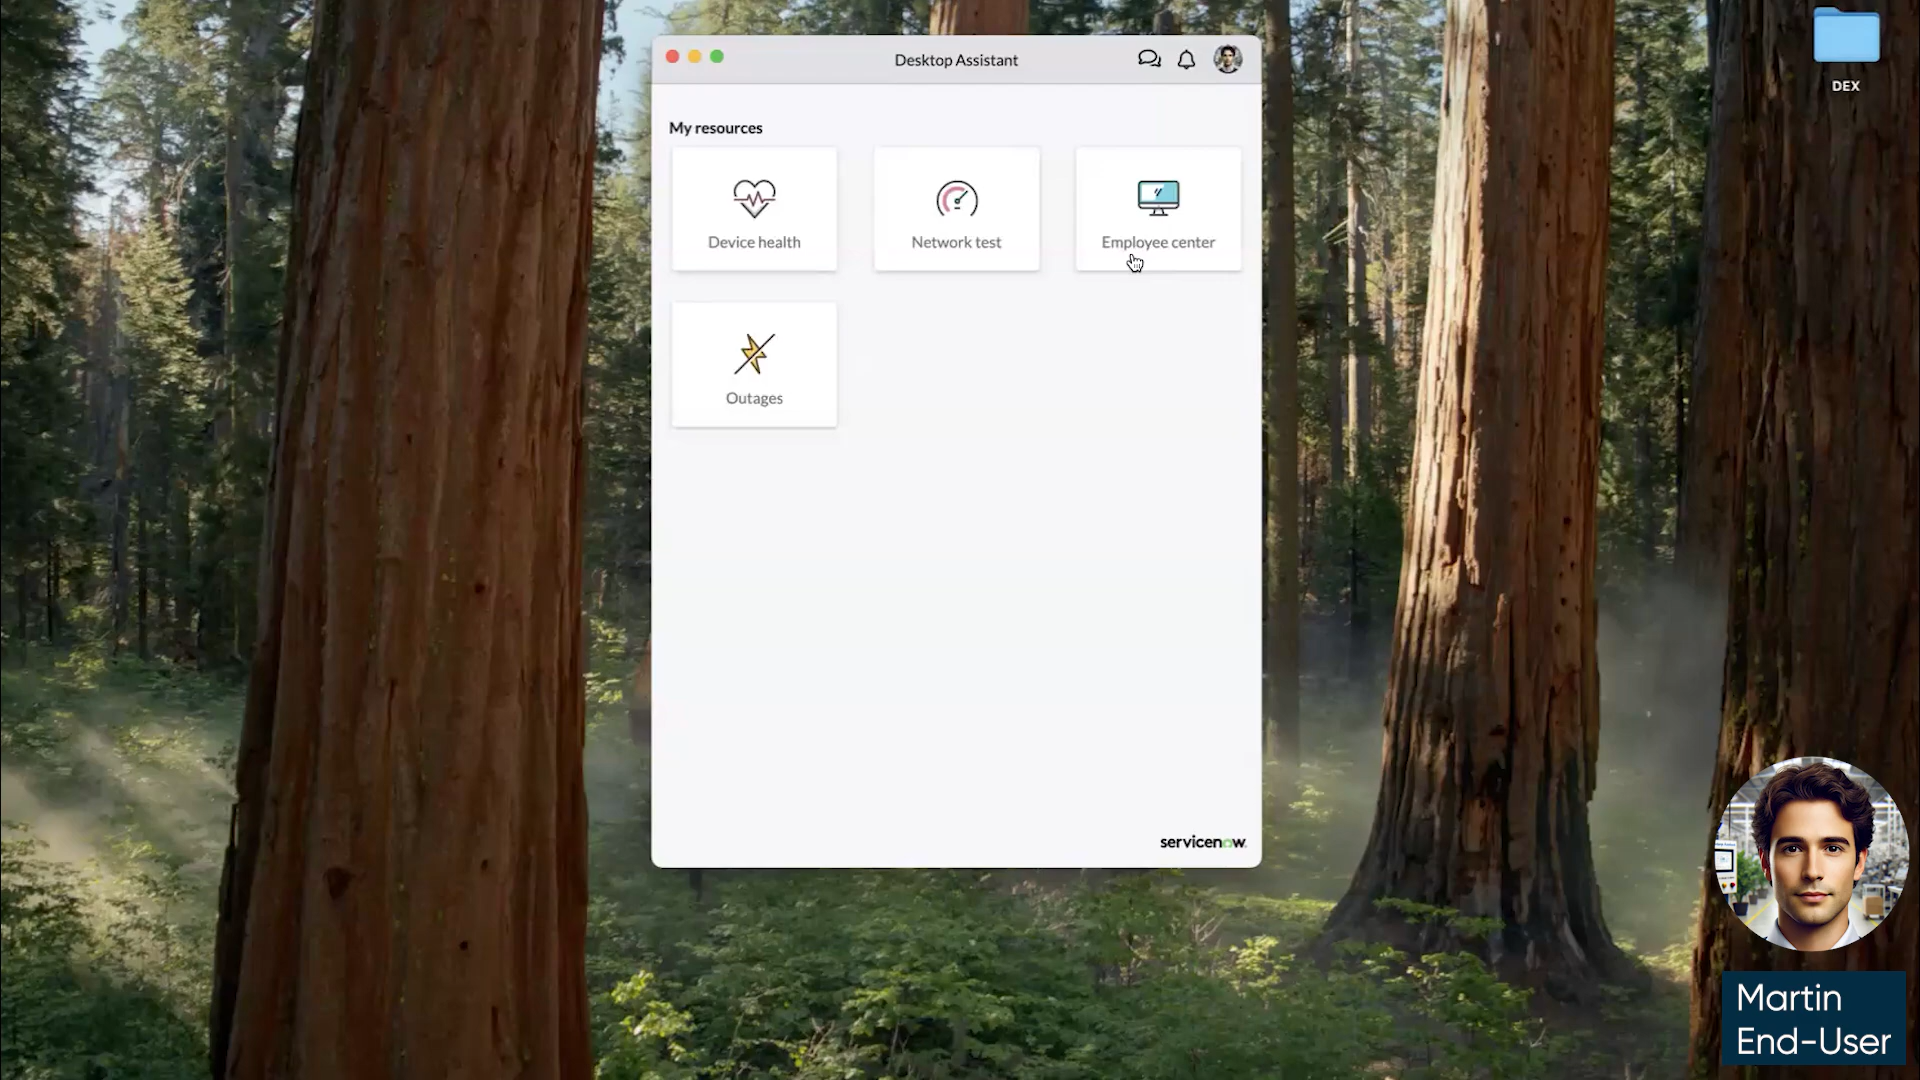 Desktop Assistant
DEX
My resources
Device health
Network test
Employee center
Outages
servicenow
Martin
End-User